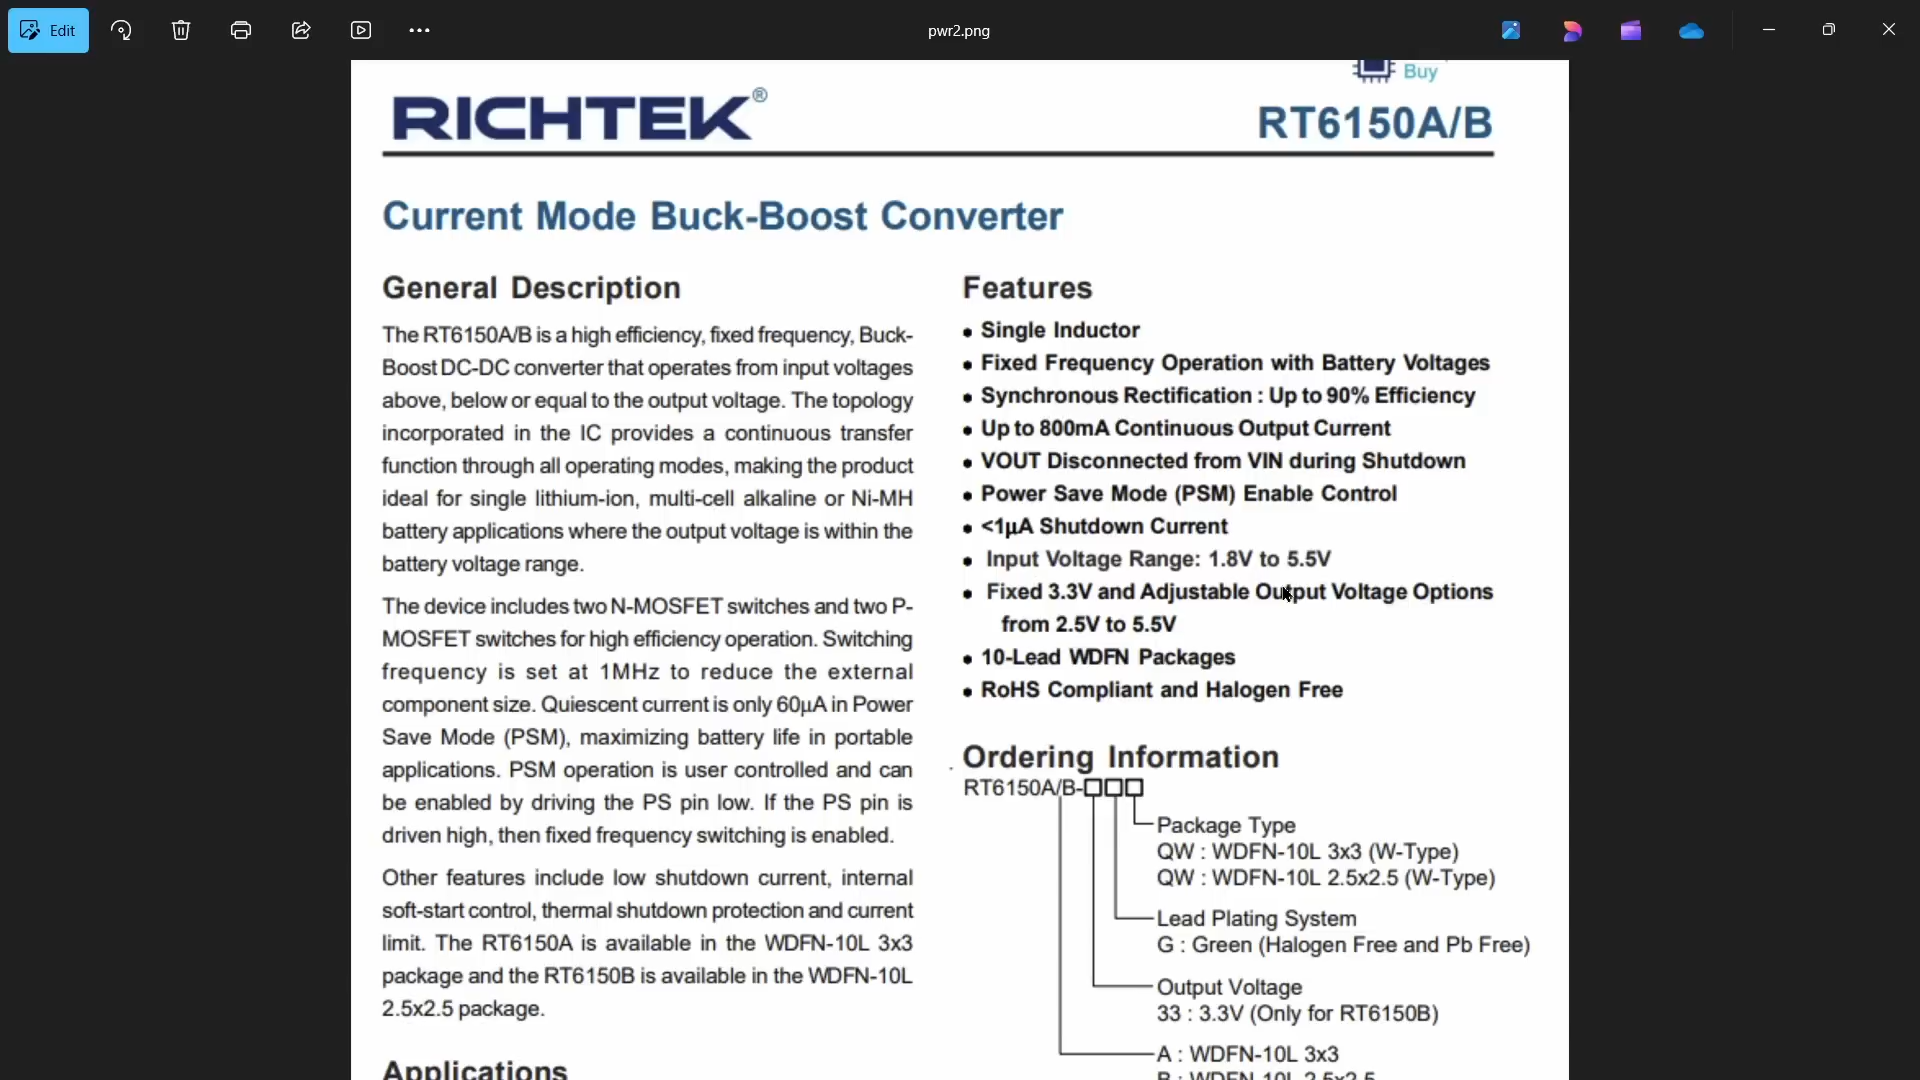 Edit
pwr2.png
Buy
RICHTEK®
RT6150A/B
Current Mode Buck-Boost Converter
General Description
The RT6150A/B is a high efficiency, fixed frequency, Buck-
Boost DC-DC converter that operates from input voltages
above, below or equal to the output voltage. The topology
incorporated in the IC provides a continuous transfer
function through all operating modes, making the product
ideal for single lithium-ion, multi-cell alkaline or Ni-MH
battery applications where the output voltage is within the
battery voltage range.
The device includes two N-MOSFET switches and two P-
MOSFET switches for high efficiency operation. Switching
frequency is set at 1MHz to reduce the external
component size. Quiescent current is only 60μA in Power
Save Mode (PSM), maximizing battery life in portable
applications. PSM operation is user controlled and can
be enabled by driving the PS pin low. If the PS pin is
driven high, then fixed frequency switching is enabled.
Other features include low shutdown current, internal
soft-start control, thermal shutdown protection and current
limit. The RT6150A is available in the WDFN-10L 3x3
package and the RT6150B is available in the WDFN-10L
2.5x2.5 package.
Applications
Features
● Single Inductor
● Fixed Frequency Operation with Battery Voltages
● Synchronous Rectification : Up to 90% Efficiency
● Up to 800mA Continuous Output Current
● VOUT Disconnected from VIN during Shutdown
● Power Save Mode (PSM) Enable Control
● <1μA Shutdown Current
● Input Voltage Range: 1.8V to 5.5V
● Fixed 3.3V and Adjustable Output Voltage Options
from 2.5V to 5.5V
● 10-Lead WDFN Packages
● RoHS Compliant and Halogen Free
Ordering Information
RT6150A/B-□□□
Package Type
QW : WDFN-10L 3x3 (W-Type)
QW : WDFN-10L 2.5x2.5 (W-Type)
Lead Plating System
G : Green (Halogen Free and Pb Free)
Output Voltage
33 : 3.3V (Only for RT6150B)
A : WDFN-10L 3x3
B : WDFN-10L 2.5x2.5